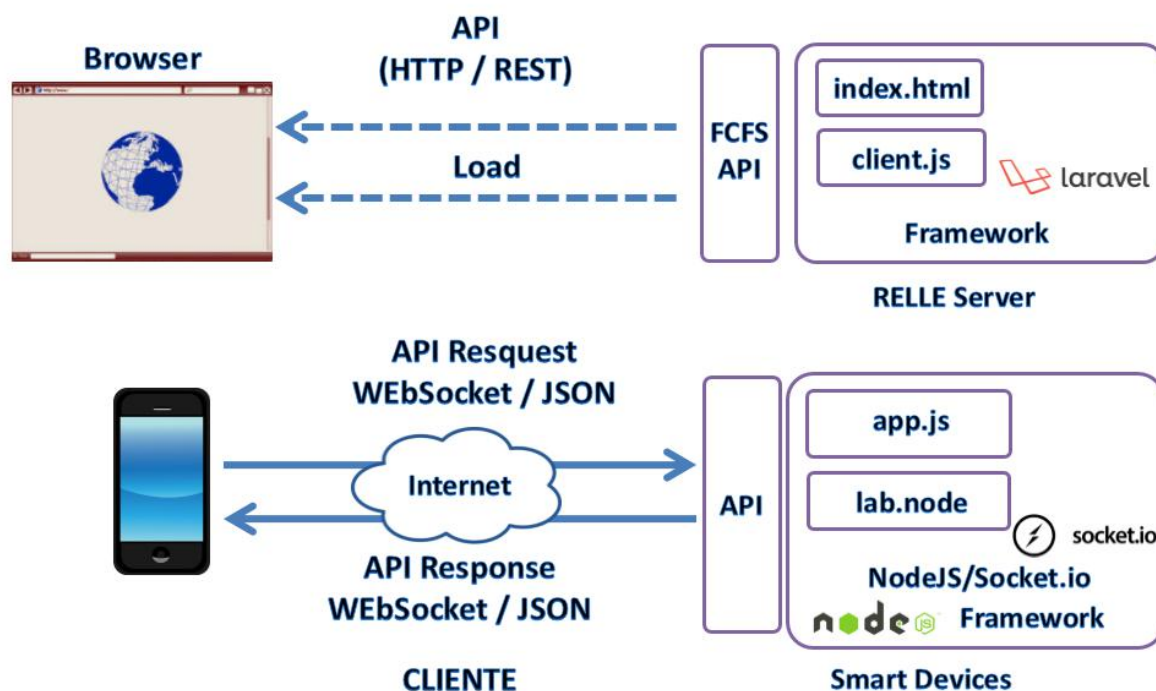 Browser
API
(HTTP / REST)
Load
FCFS
API
index.html
client.js
laravel
Framework
RELLE Server
API Resquest
WEbSocket / JSON
Internet
API Response
WEbSocket / JSON
CLIENTE
API
app.js
lab.node
socket.io
NodeJS/Socket.io
node JS
Framework
Smart Devices